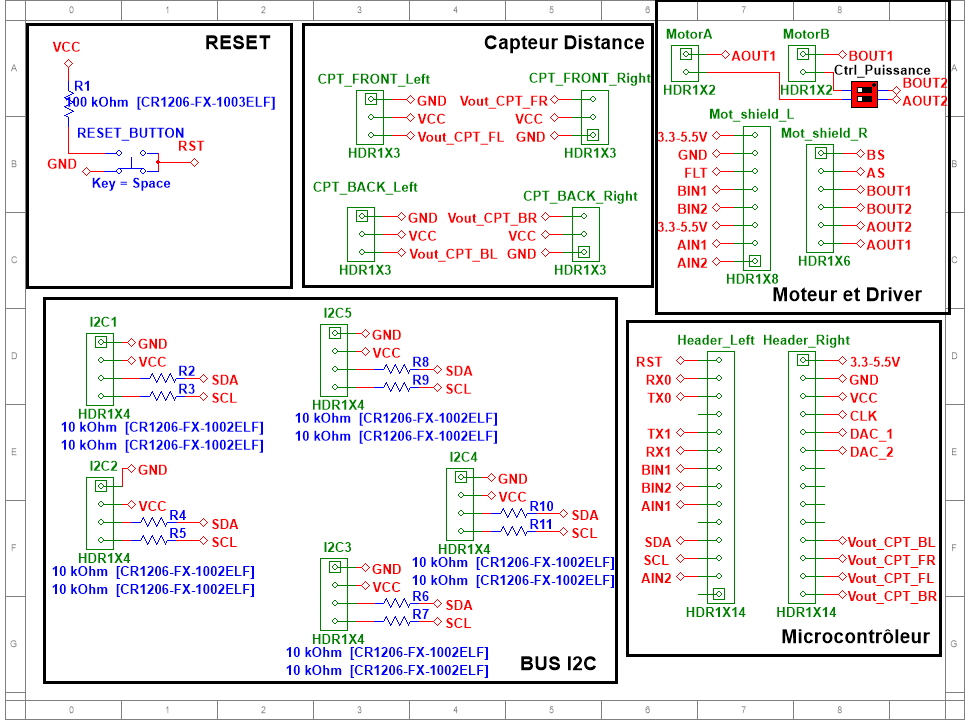 0 1 2 3 4 5 6 7 8
A
B
C
D
E
F
G
RESET
VCC
R1
100 kOhm [CR1206-FX-1003ELF]
RESET_BUTTON
RST
GND
Key = Space
Capteur Distance
CPT_FRONT_Left
GND
VCC
Vout_CPT_FL
HDR1X3
CPT_FRONT_Right
Vout_CPT_FR
VCC
GND
HDR1X3
CPT_BACK_Left
GND
VCC
Vout_CPT_BL
HDR1X3
CPT_BACK_Right
Vout_CPT_BR
VCC
GND
HDR1X3
MotorA
AOUT1
HDR1X2
MotorB
BOUT1
HDR1X2
Ctrl_Puissance
BOUT2
AOUT2
Mot_shield_L
3.3-5.5V
GND
FLT
BIN1
BIN2
3.3-5.5V
AIN1
AIN2
HDR1X8
Mot_shield_R
BS
AS
BOUT1
BOUT2
AOUT2
AOUT1
HDR1X6
Moteur et Driver
I2C1
GND
VCC
R2
SDA
R3
SCL
HDR1X4
10 kOhm [CR1206-FX-1002ELF]
10 kOhm [CR1206-FX-1002ELF]
I2C5
GND
VCC
R8
SDA
R9
SCL
HDR1X4
10 kOhm [CR1206-FX-1002ELF]
10 kOhm [CR1206-FX-1002ELF]
I2C2
GND
VCC
R4
SDA
R5
SCL
HDR1X4
10 kOhm [CR1206-FX-1002ELF]
10 kOhm [CR1206-FX-1002ELF]
I2C4
GND
VCC
R10
SDA
R11
SCL
HDR1X4
10 kOhm [CR1206-FX-1002ELF]
10 kOhm [CR1206-FX-1002ELF]
I2C3
GND
VCC
R6
SDA
R7
SCL
HDR1X4
10 kOhm [CR1206-FX-1002ELF]
10 kOhm [CR1206-FX-1002ELF]
BUS I2C
Header_Left
RST
RX0
TX0
TX1
RX1
BIN1
BIN2
AIN1
SDA
SCL
AIN2
HDR1X14
Header_Right
3.3-5.5V
GND
VCC
CLK
DAC_1
DAC_2
Vout_CPT_BL
Vout_CPT_FR
Vout_CPT_FL
Vout_CPT_BR
HDR1X14
Microcontrôleur
A
B
C
D
E
F
G
0 1 2 3 4 5 6 7 8